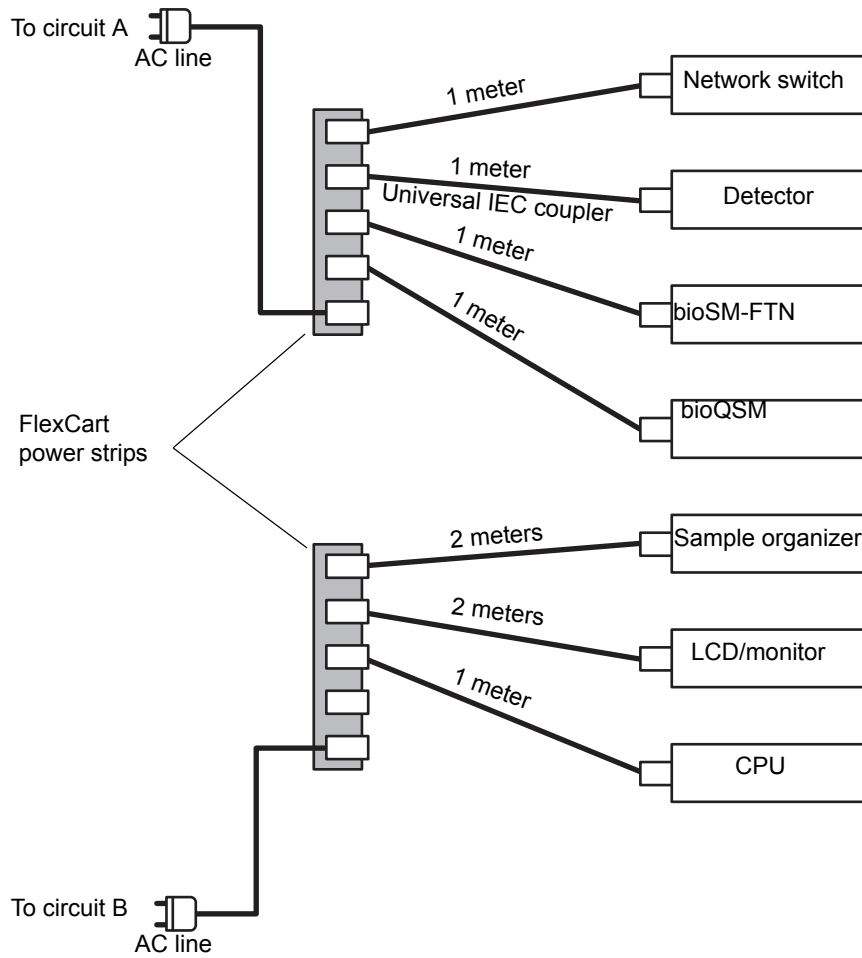 To circuit A
AC line
1 meter
Network switch
1 meter
Detector
Universal IEC coupler
1 meter
bioSM-FTN
1 meter
bioQSM
FlexCart
power strips
2 meters
Sample organizer
2 meters
LCD/monitor
1 meter
CPU
To circuit B
AC line